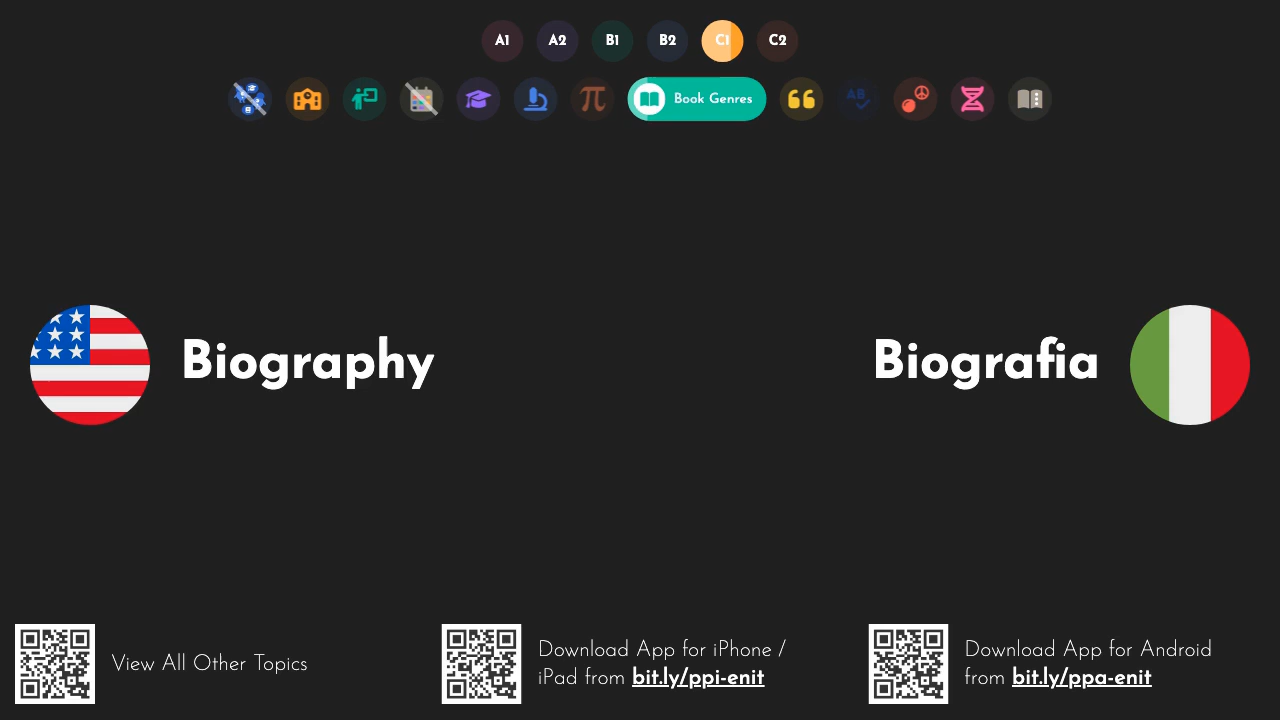 A1 A2 B1 B2 C1 C2
Book Genres
Biography
Biografia
View All Other Topics
Download App for iPhone /
iPad from bit.ly/ppi-enit
Download App for Android
from bit.ly/ppa-enit